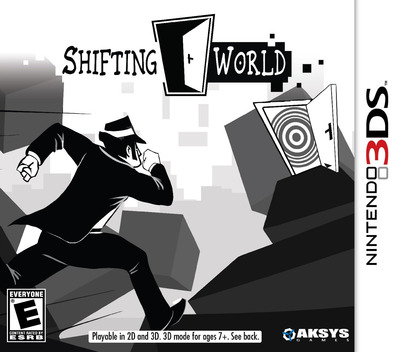 SHIFTING WORLD
NINTENDO 3DS
EVERYONE
E
CONTENT RATED BY
ESRB
Playable in 2D and 3D. 3D mode for ages 7+. See back.
AKSYS
GAMES